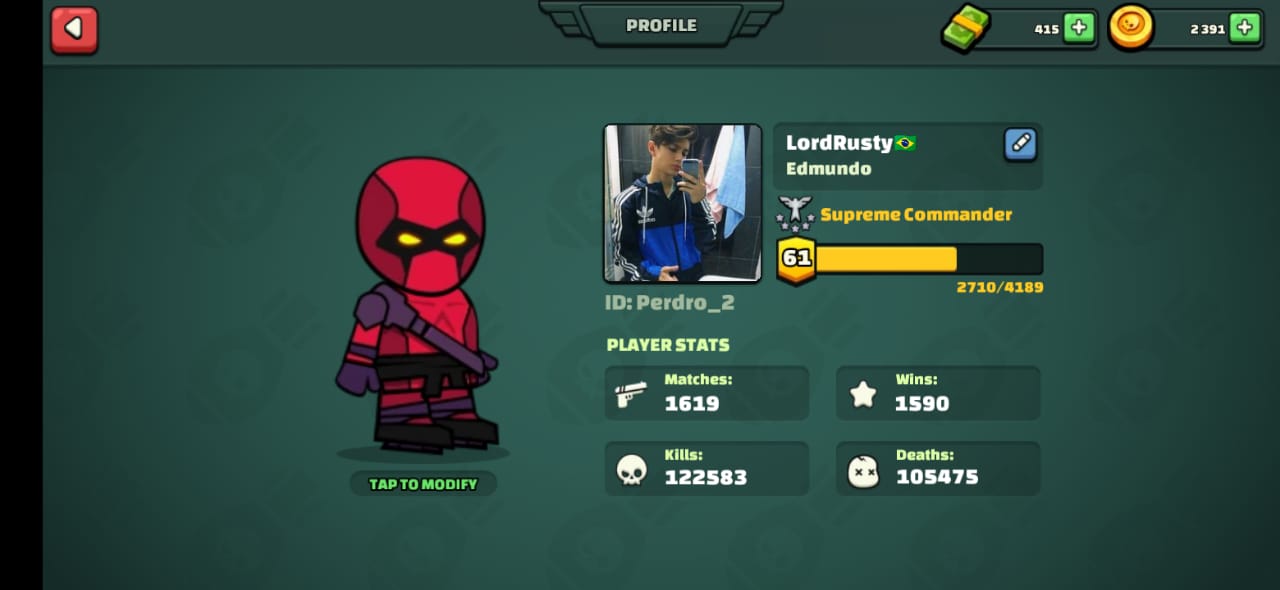 PROFILE
415
2 391
LordRusty🇧🇷
Edmundo
Supreme Commander
61
2710/4189
adidas
ID: Perdro_2
PLAYER STATS
Matches:
1619
Wins:
1590
Kills:
122583
Deaths:
105475
TAP TO MODIFY